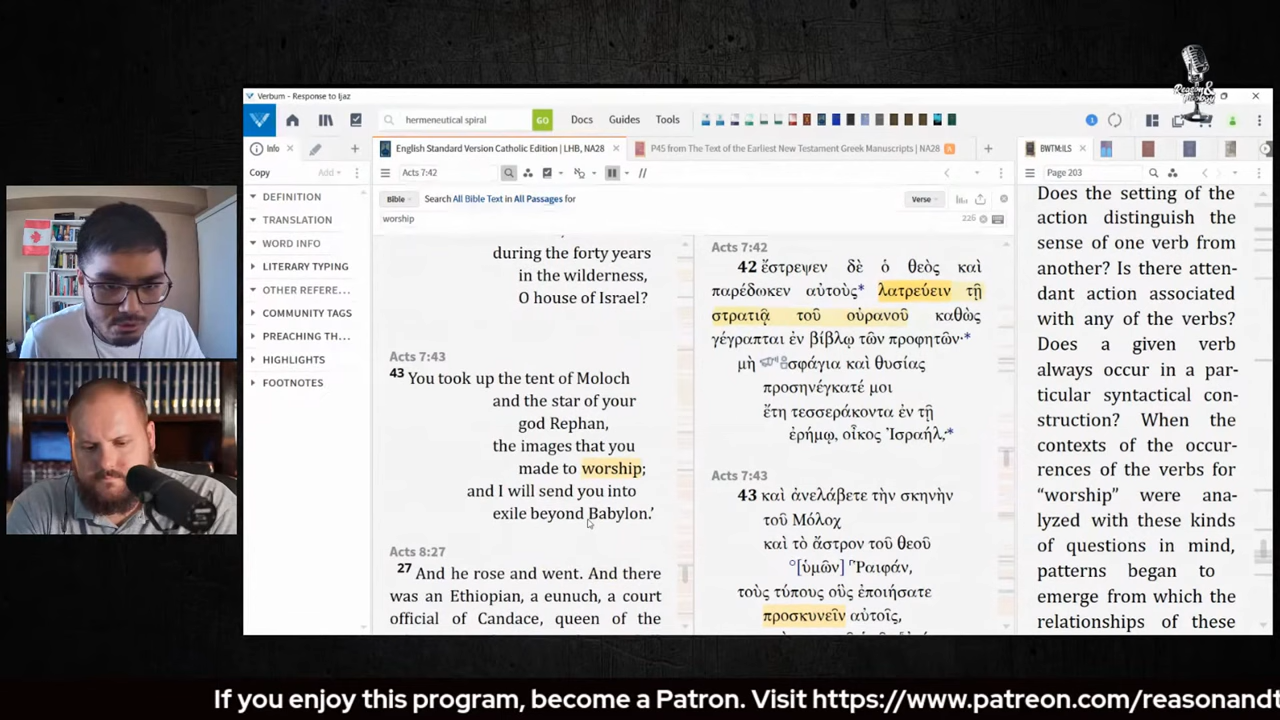 Reason &
Theology
Verbum - Response to Ijaz
hermeneutical spiral
GO
Docs
Guides
Tools
1
Info
English Standard Version Catholic Edition | LHB, NA28
P45 from The Text of the Earliest New Testament Greek Manuscripts | NA28
BWTM:ILS
Copy
Add
Acts 7:42
Page 203
DEFINITION
TRANSLATION
WORD INFO
LITERARY TYPING
OTHER REFERE...
COMMUNITY TAGS
PREACHING TH...
HIGHLIGHTS
FOOTNOTES
Bible
Search All Bible Text in All Passages for
Verse
worship
226
during the forty years
in the wilderness,
O house of Israel?
Acts 7:43
43 You took up the tent of Moloch
and the star of your
god Rephan,
the images that you
made to worship;
and I will send you into
exile beyond Babylon.’
Acts 8:27
27 And he rose and went. And there
was an Ethiopian, a eunuch, a court
official of Candace, queen of the
Acts 7:42
42 ἔστρεψεν δὲ ὁ θεὸς καὶ
παρέδωκεν αὐτοὺς* λατρεύειν τῇ
στρατιᾷ τοῦ οὐρανοῦ καθὼς
γέγραπται ἐν βίβλῳ τῶν προφητῶν·*
μὴ σφάγια καὶ θυσίας
προσηνέγκατέ μοι
ἔτη τεσσεράκοντα ἐν τῇ
ἐρήμῳ, οἶκος Ἰσραήλ;*
Acts 7:43
43 καὶ ἀνελάβετε τὴν σκηνὴν
τοῦ Μόλοχ
καὶ τὸ ἄστρον τοῦ θεοῦ
°[ὑμῶν] ⸀Ῥαιφάν,
τοὺς τύπους οὓς ἐποιήσατε
προσκυνεῖν αὐτοῖς,
Does the setting of the
action distinguish the
sense of one verb from
another? Is there atten-
dant action associated
with any of the verbs?
Does a given verb
always occur in a par-
ticular syntactical con-
struction? When the
contexts of the occur-
rences of the verbs for
“worship” were ana-
lyzed with these kinds
of questions in mind,
patterns began to
emerge from which the
relationships of these
If you enjoy this program, become a Patron. Visit https://www.patreon.com/reasonandt